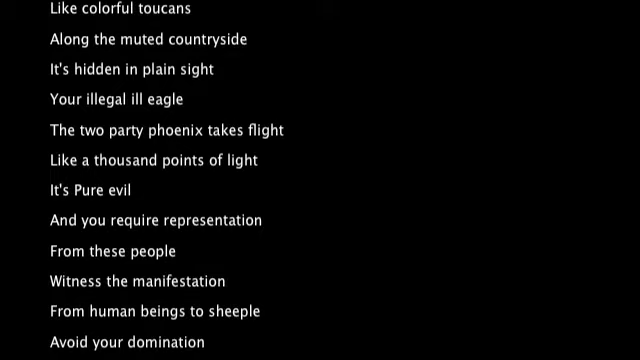 Like colorful toucans
Along the muted countryside
It's hidden in plain sight
Your illegal ill eagle
The two party phoenix takes flight
Like a thousand points of light
It's Pure evil
And you require representation
From these people
Witness the manifestation
From human beings to sheeple
Avoid your domination